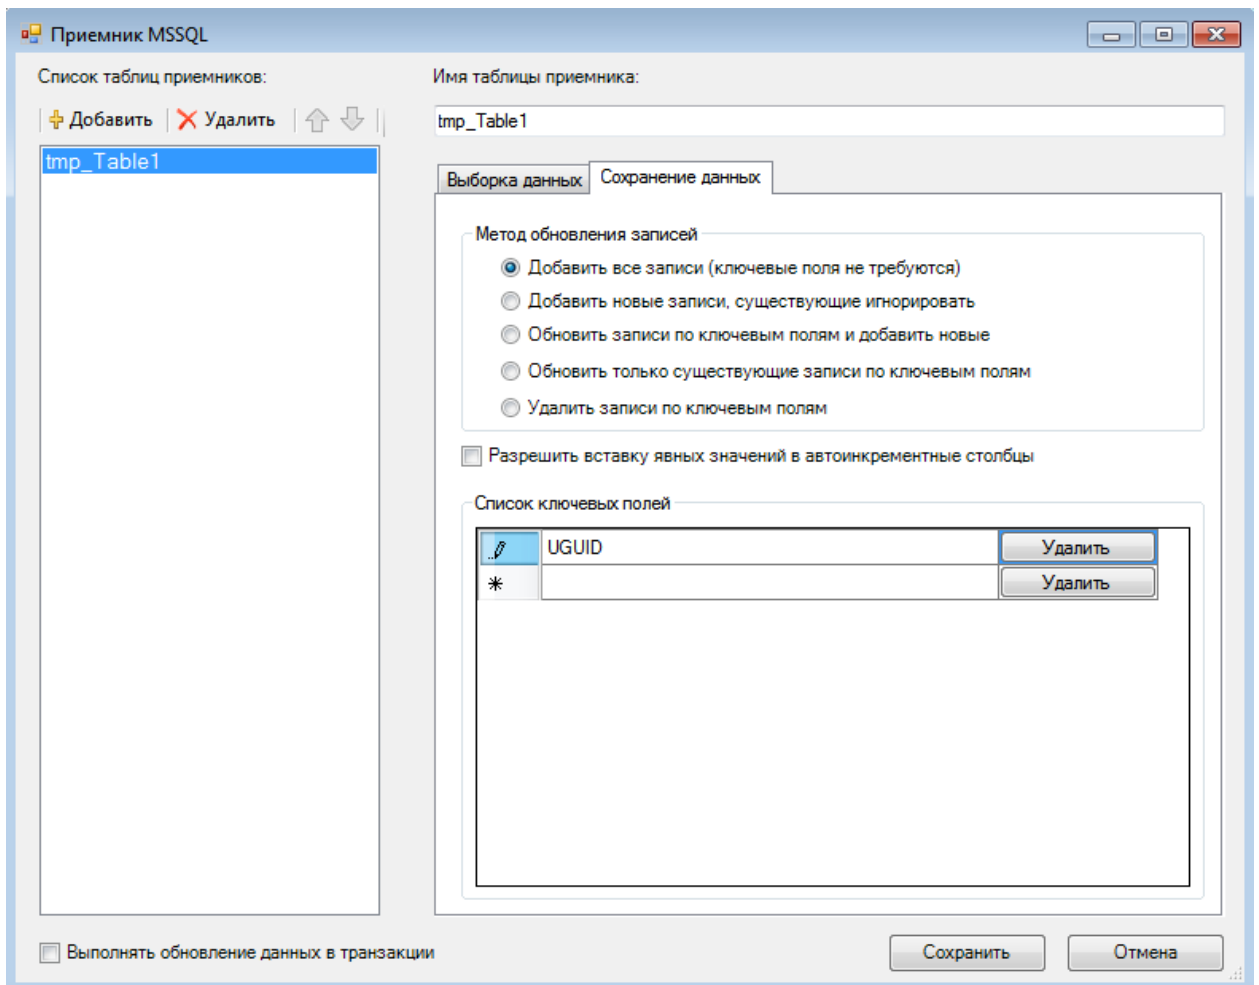 Приемник MSSQL
Список таблиц приемников:
Добавить Удалить
tmp_Table1
Имя таблицы приемника:
tmp_Table1
Выборка данных Сохранение данных
Метод обновления записей
Добавить все записи (ключевые поля не требуются)
Добавить новые записи, существующие игнорировать
Обновить записи по ключевым полям и добавить новые
Обновить только существующие записи по ключевым полям
Удалить записи по ключевым полям
Разрешить вставку явных значений в автоинкрементные столбцы
Список ключевых полей
UGUID Удалить
Удалить
Выполнять обновление данных в транзакции
Сохранить Отмена